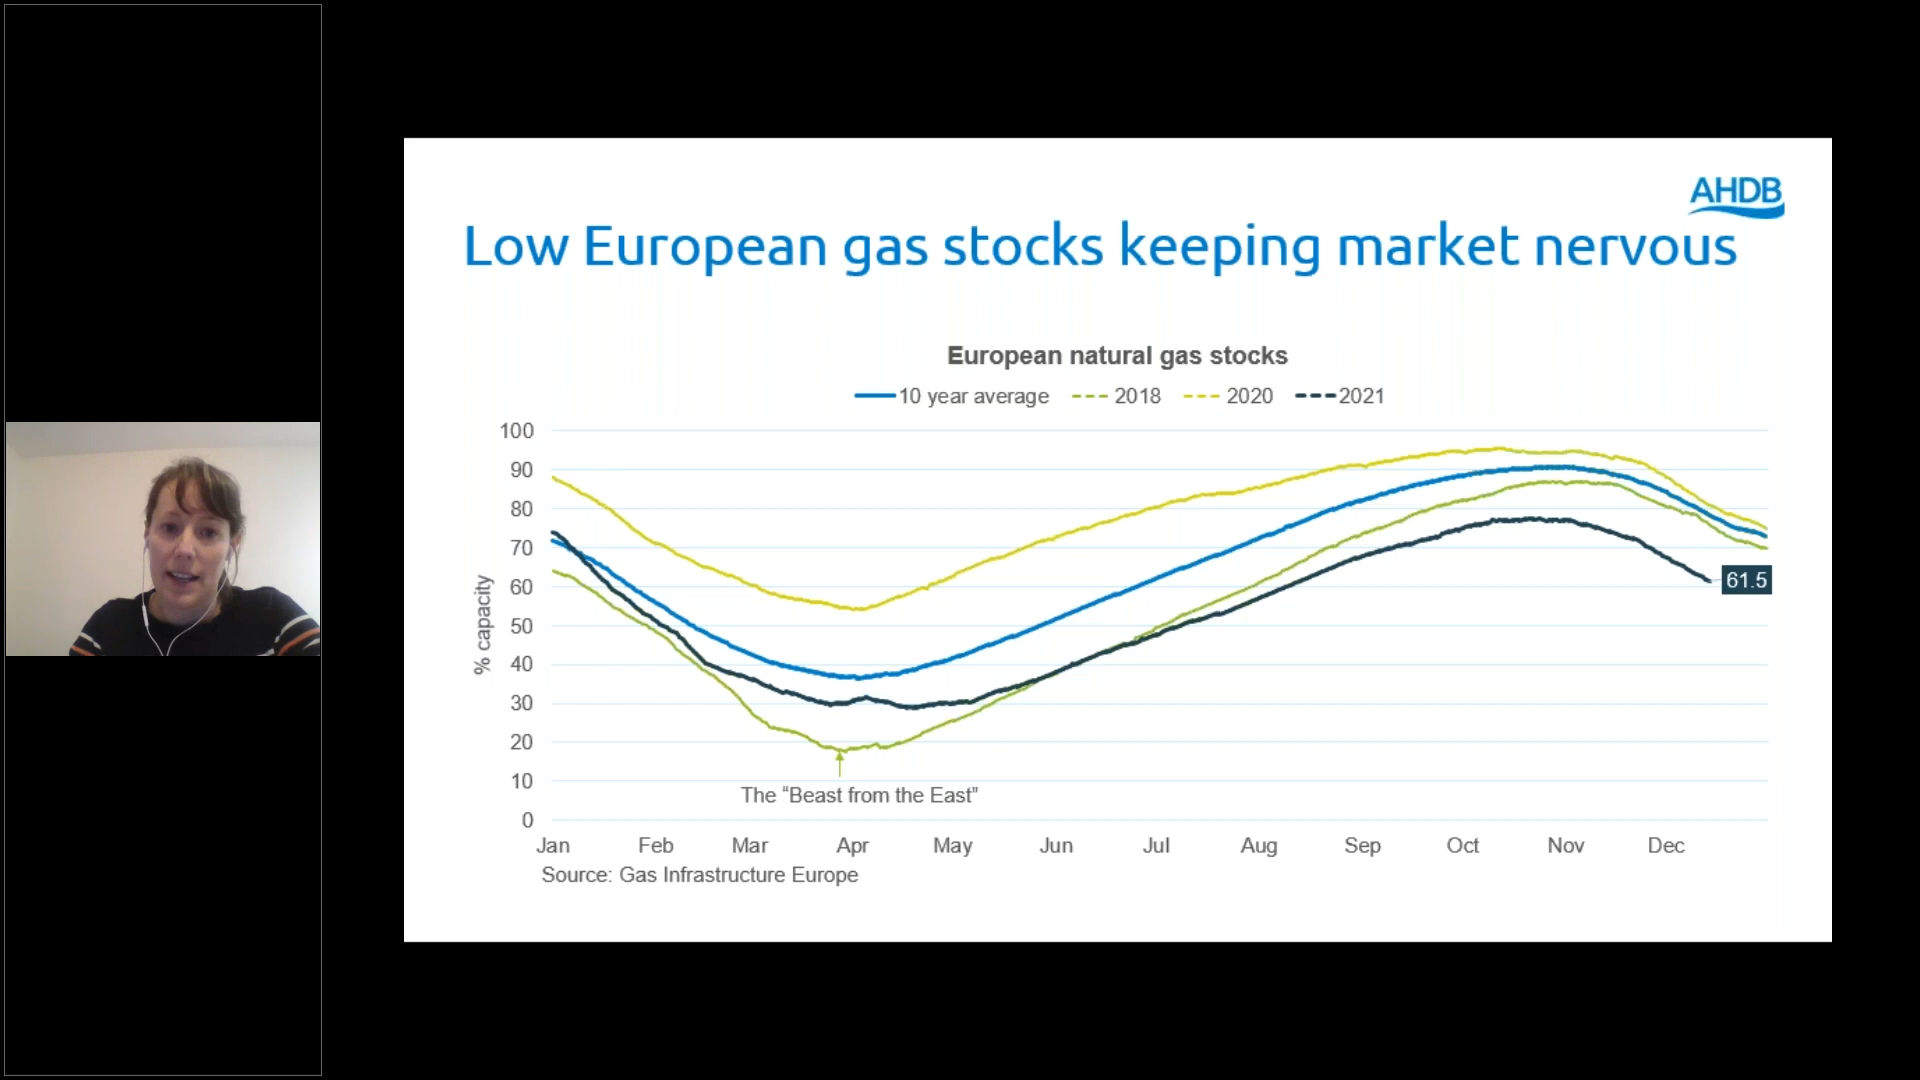 AHDB
Low European gas stocks keeping market nervous
European natural gas stocks
10 year average 2018 2020 2021
100
90
80
70
60
50
40
30
20
10
0
% capacity
61.5
The “Beast from the East”
Jan Feb Mar Apr May Jun Jul Aug Sep Oct Nov Dec
Source: Gas Infrastructure Europe